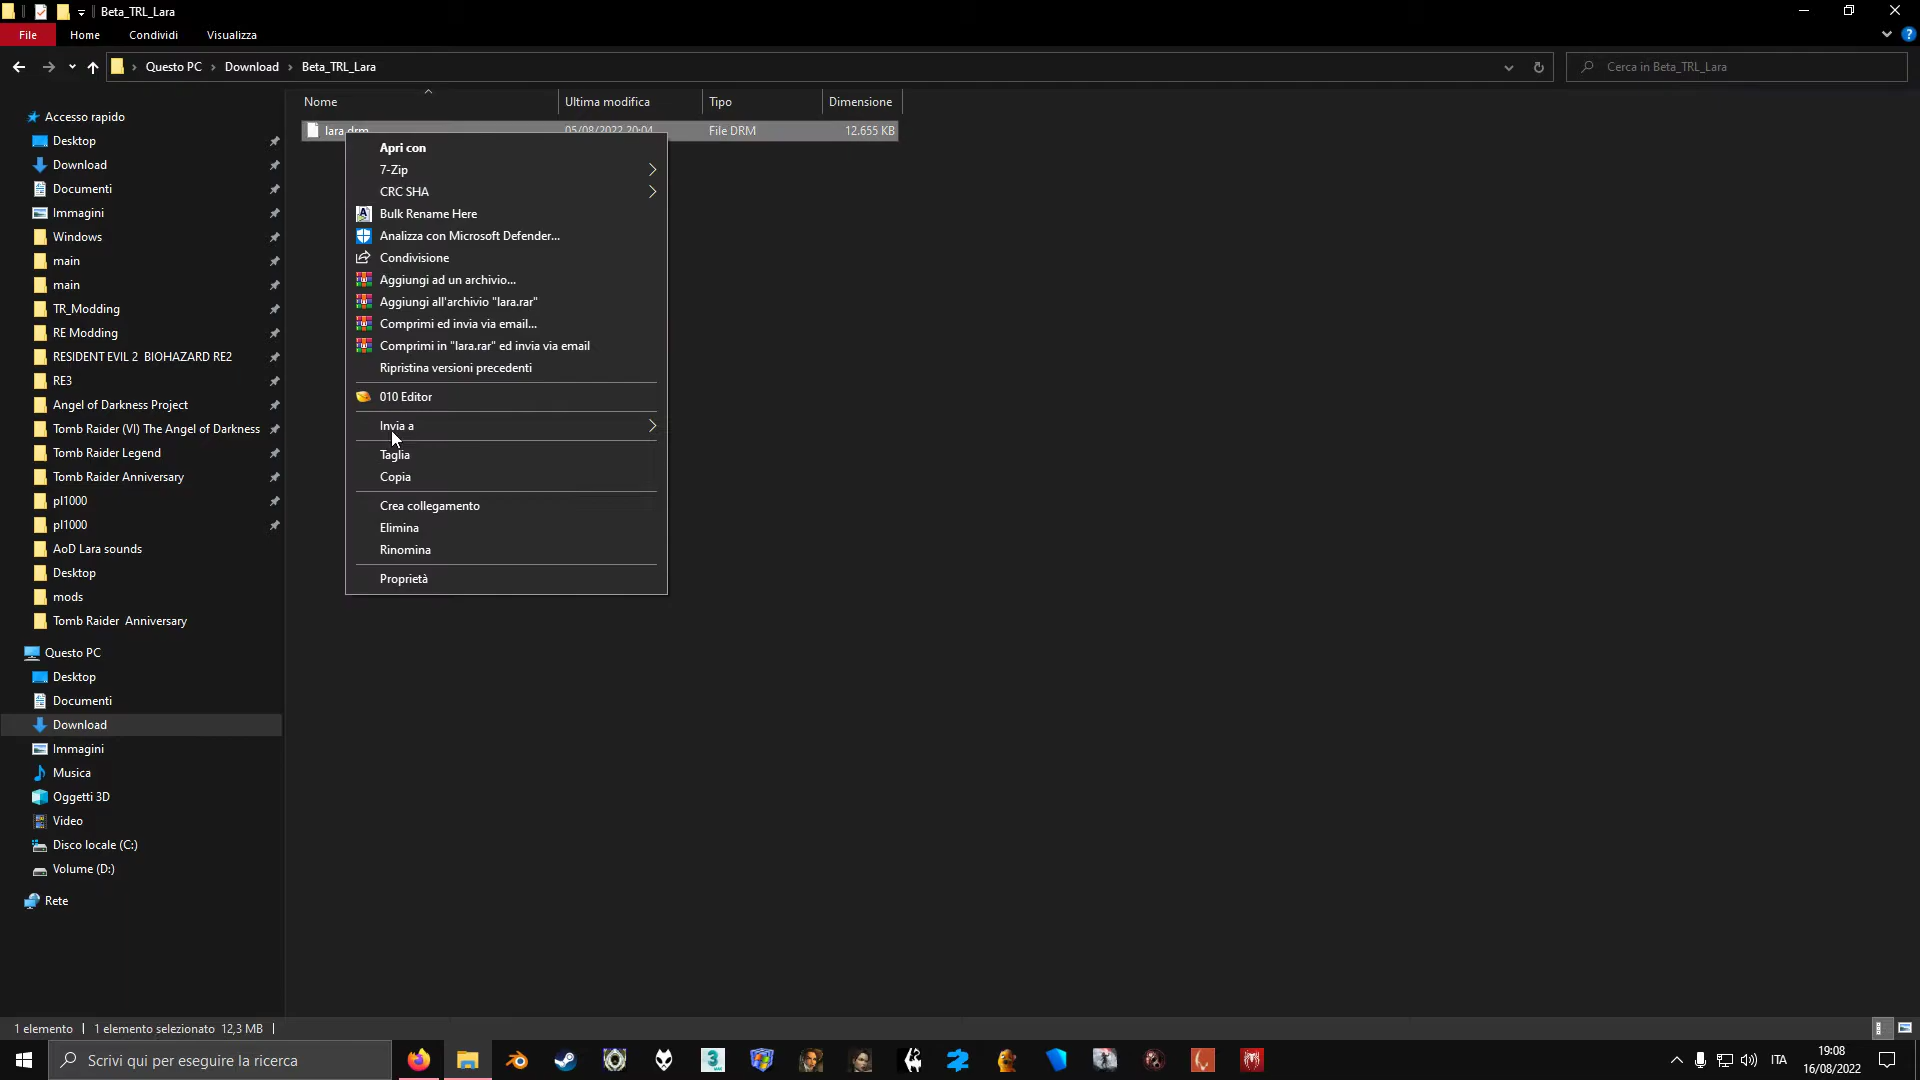 Beta_TRL_Lara
File Home Condividi Visualizza
Questo PC Download Beta_TRL_Lara
Cerca in Beta_TRL_Lara
Nome Ultima modifica Tipo Dimensione
lara.drm 05/08/2022 20:04 File DRM 12.655 KB
Accesso rapido
Desktop
Download
Documenti
Immagini
Windows
main
main
TR_Modding
RE Modding
RESIDENT EVIL 2 BIOHAZARD RE2
RE3
Angel of Darkness Project
Tomb Raider (VI) The Angel of Darkness
Tomb Raider Legend
Tomb Raider Anniversary
pl1000
pl1000
AoD Lara sounds
Desktop
mods
Tomb Raider  Anniversary
Questo PC
Desktop
Documenti
Download
Immagini
Musica
Oggetti 3D
Video
Disco locale (C:)
Volume (D:)
Rete
Apri con
7-Zip
CRC SHA
Bulk Rename Here
Analizza con Microsoft Defender...
Condivisione
Aggiungi ad un archivio...
Aggiungi all'archivio "lara.rar"
Comprimi ed invia via email...
Comprimi in "lara.rar" ed invia via email
Ripristina versioni precedenti
010 Editor
Invia a
Taglia
Copia
Crea collegamento
Elimina
Rinomina
Proprietà
1 elemento 1 elemento selezionato 12,3 MB
Scrivi qui per eseguire la ricerca
ITA
19:08
16/08/2022